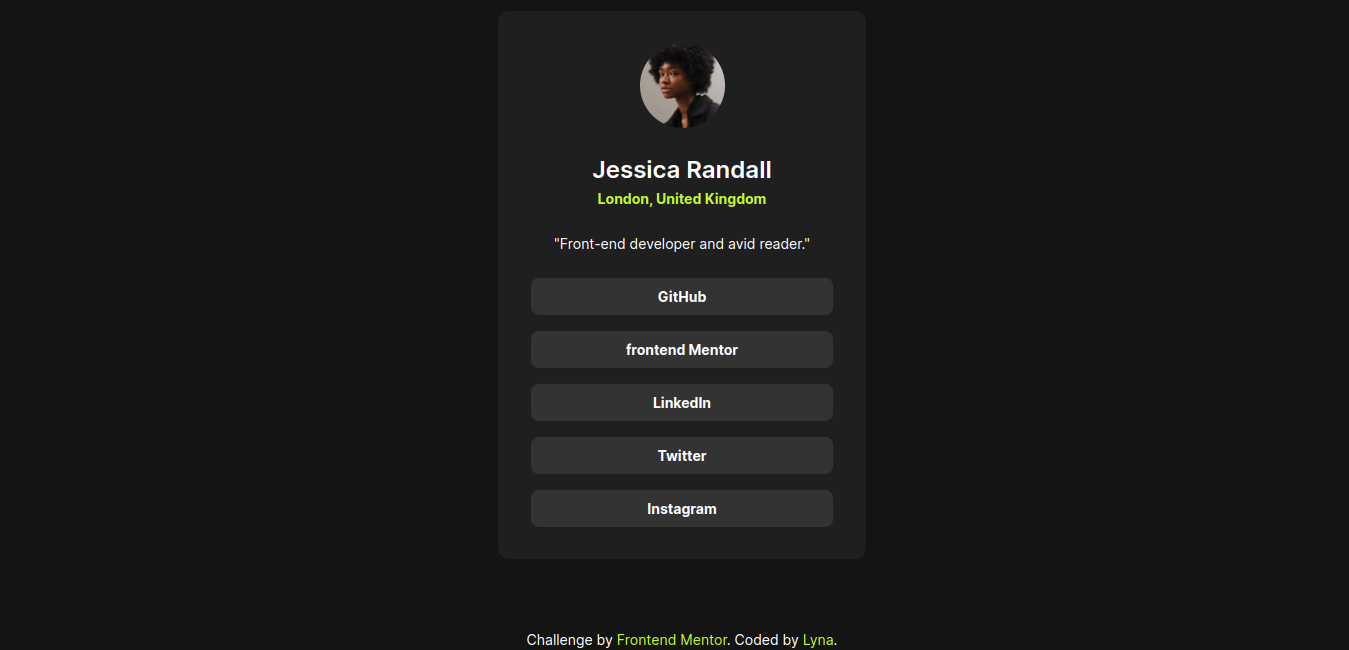 Jessica Randall
London, United Kingdom
"Front-end developer and avid reader."
GitHub
frontend Mentor
LinkedIn
Twitter
Instagram
Challenge by Frontend Mentor. Coded by Lyna.